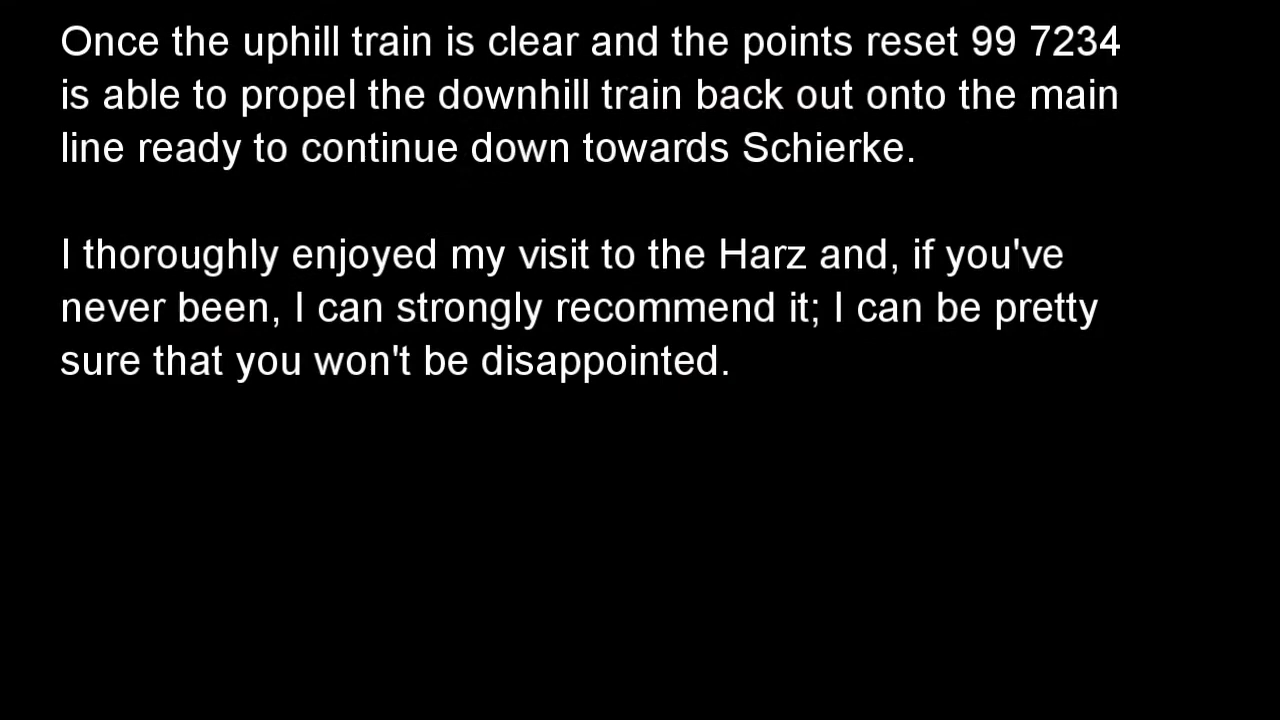 Once the uphill train is clear and the points reset 99 7234
is able to propel the downhill train back out onto the main
line ready to continue down towards Schierke.
I thoroughly enjoyed my visit to the Harz and, if you've
never been, I can strongly recommend it; I can be pretty
sure that you won't be disappointed.